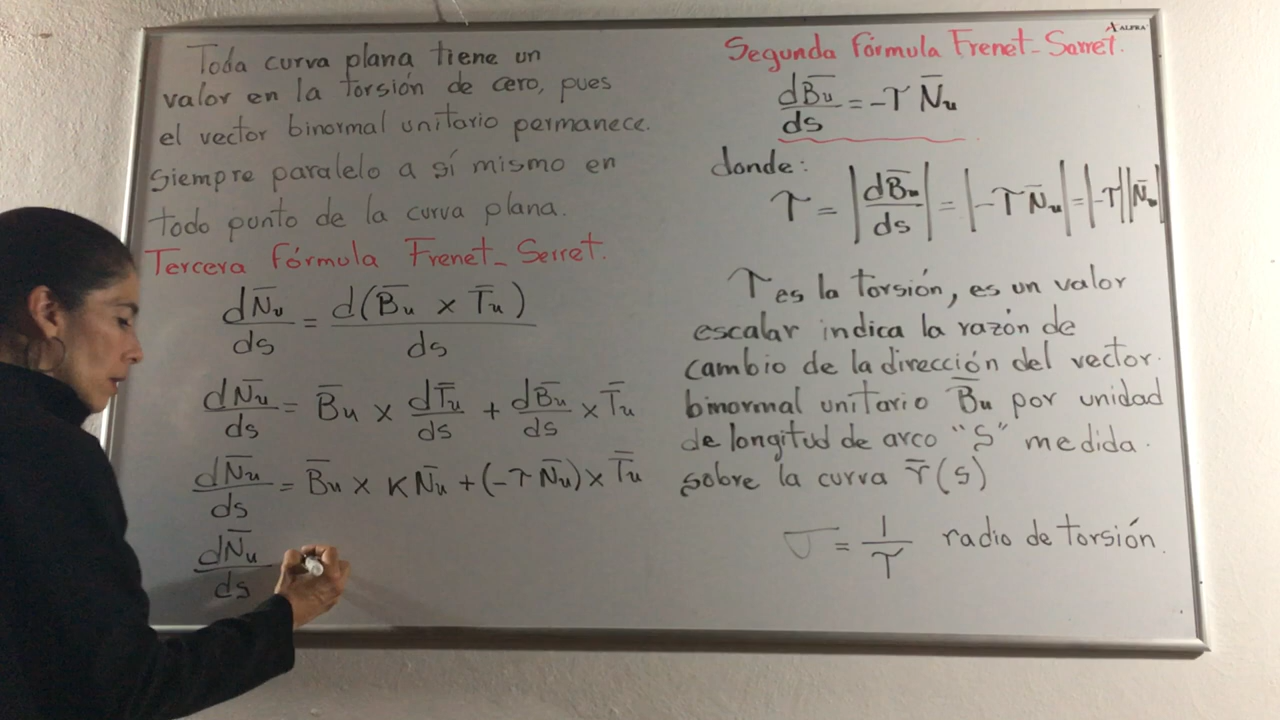 Toda curva plana tiene un
valor en la torsión de cero, pues
el vector binormal unitario permanece.
siempre paralelo a sí mismo en
todo punto de la curva plana.
Tercera fórmula Frenet-Serret.
dN̄u/ds = d(B̄u × T̄u)/ds
dN̄u/ds = B̄u × dT̄u/ds + dB̄u/ds × T̄u
dN̄u/ds = B̄u × κN̄u + (-τN̄u) × T̄u
dN̄u/ds
ALFRA
Segunda fórmula Frenet-Sarret.
dB̄u/ds = -τ N̄u
donde:
τ = |dB̄u/ds| = |-τ N̄u| = |-τ||N̄u|
τ es la torsión, es un valor
escalar indica la razón de
cambio de la dirección del vector.
binormal unitario B̄u por unidad
de longitud de arco "S" medida.
sobre la curva r̄(s)
σ = 1/τ radio de torsión.